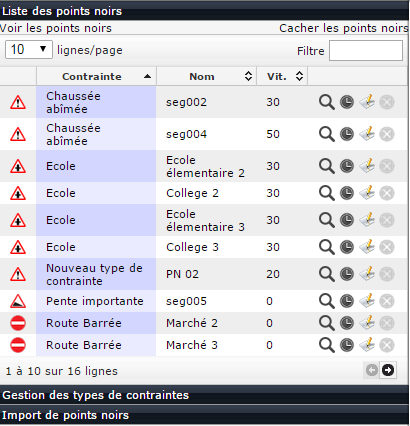 Liste des points noirs
Voir les points noirs Cacher les points noirs
10 lignes/page Filtre
Contrainte Nom Vit.
Chaussée abîmée seg002 30
Chaussée abîmée seg004 50
Ecole Ecole élementaire 2 30
Ecole College 2 30
Ecole Ecole élementaire 3 30
Ecole College 3 30
Nouveau type de contrainte PN 02 20
Pente importante seg005 0
Route Barrée Marché 2 0
Route Barrée Marché 3 0
1 à 10 sur 16 lignes
Gestion des types de contraintes
Import de points noirs